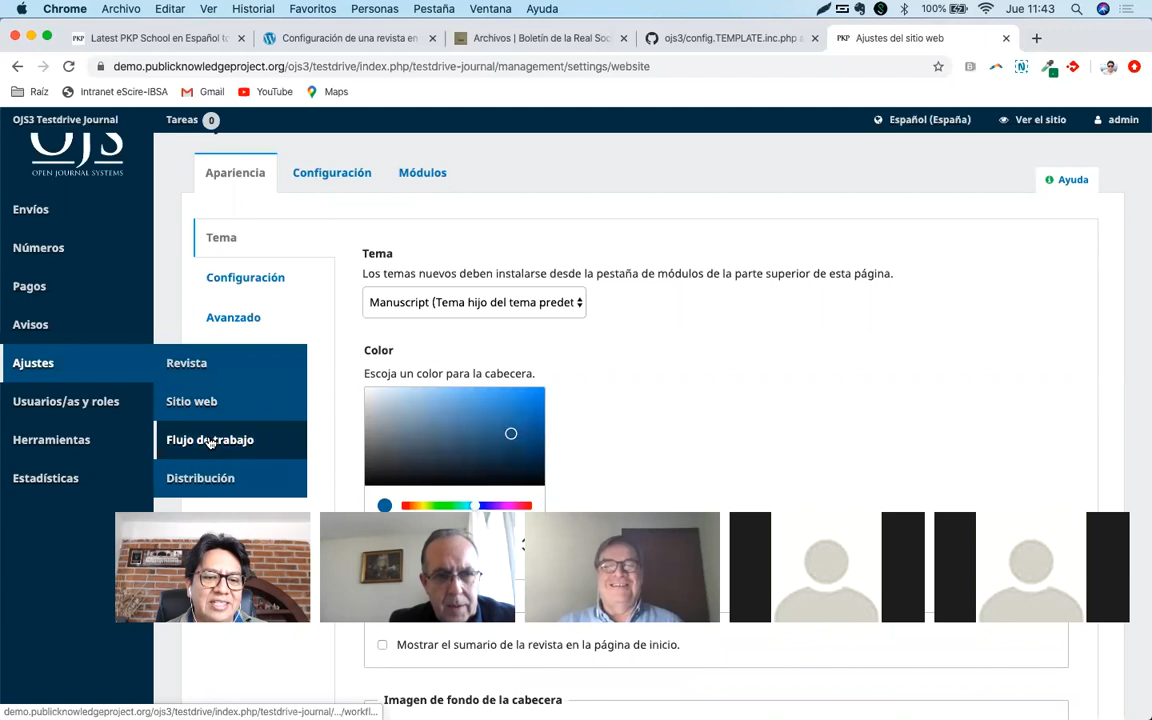 Chrome Archivo Editar Ver Historial Favoritos Personas Pestaña Ventana Ayuda 100% Jue 11:43
PKP Latest PKP School en Español to × Configuración de una revista en × Archivos | Boletín de la Real Soc × ojs3/config.TEMPLATE.inc.php a × PKP Ajustes del sitio web × +
demo.publicknowledgeproject.org/ojs3/testdrive/index.php/testdrive-journal/management/settings/website
Raíz Intranet eScire-IBSA Gmail YouTube Maps
OJS3 Testdrive Journal Tareas 0 Español (España) Ver el sitio admin
OJS
OPEN JOURNAL SYSTEMS
Apariencia Configuración Módulos
Ayuda
Envíos
Números
Pagos
Avisos
Ajustes
Usuarios/as y roles
Herramientas
Estadísticas
Revista
Sitio web
Flujo de trabajo
Distribución
Tema
Configuración
Avanzado
Tema
Los temas nuevos deben instalarse desde la pestaña de módulos de la parte superior de esta página.
Manuscript (Tema hijo del tema predet
Color
Escoja un color para la cabecera.
Mostrar el sumario de la revista en la página de inicio.
Imagen de fondo de la cabecera
demo.publicknowledgeproject.org/ojs3/testdrive/index.php/testdrive-journal/.../workfl...